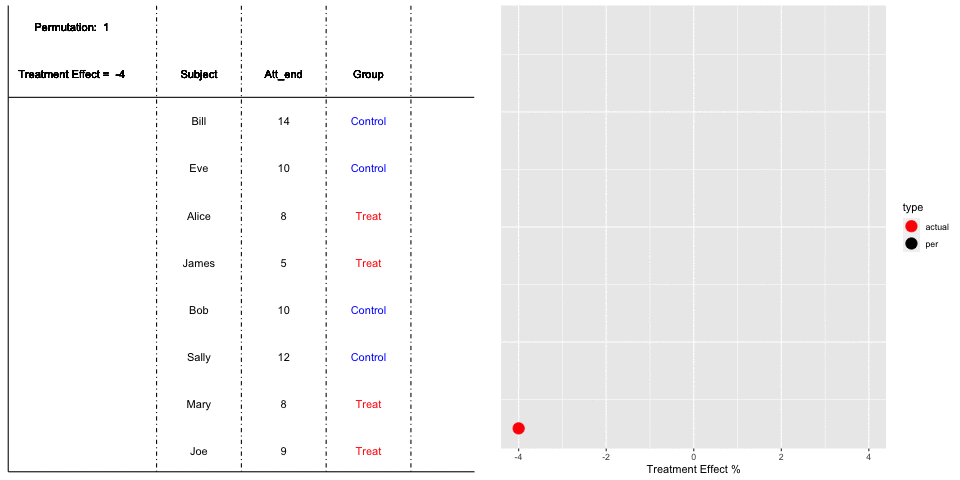 Permutation: 1
Treatment Effect = -4 Subject Att_end Group
Bill 14 Control
Eve 10 Control
Alice 8 Treat
James 5 Treat
Bob 10 Control
Sally 12 Control
Mary 8 Treat
Joe 9 Treat
-4 -2 0 2 4
Treatment Effect %
type
actual
per